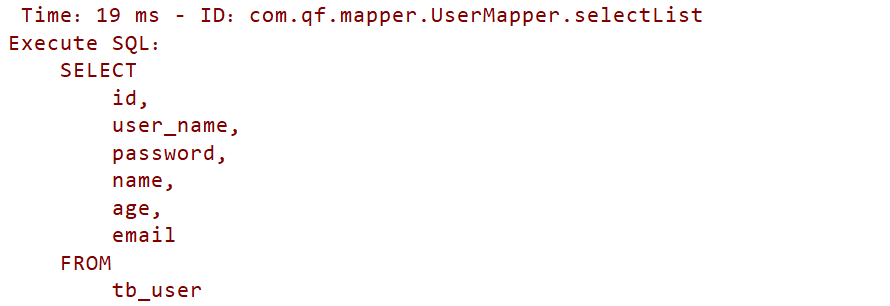 Time：19 ms - ID：com.qf.mapper.UserMapper.selectList
Execute SQL：
SELECT
id,
user_name,
password,
name,
age,
email
FROM
tb_user